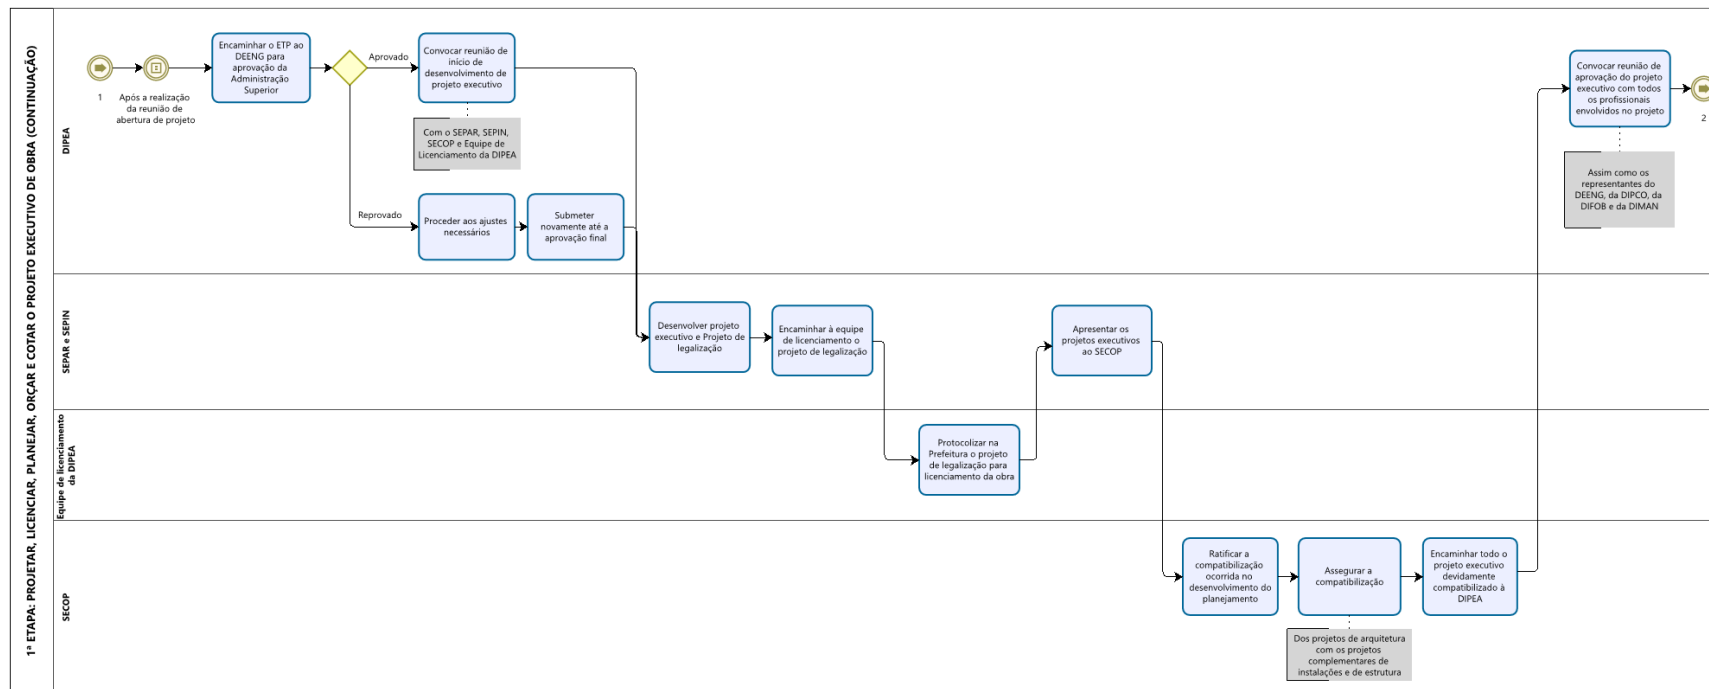 1ª ETAPA: PROJETAR, LICENCIAR, PLANEJAR, ORÇAR E COTAR O PROJETO EXECUTIVO DE OBRA (CONTINUAÇÃO)
DIPEA
1
Após a realização
da reunião de
abertura de projeto
Encaminhar o ETP ao
DEENG para
aprovação da
Administração
Superior
Aprovado
Convocar reunião de
início de
desenvolvimento de
projeto executivo
Com o SEPAR, SEPIN,
SECOP e Equipe de
Licenciamento da DIPEA
Reprovado
Proceder aos ajustes
necessários
Submeter
novamente até a
aprovação final
Convocar reunião de
aprovação do projeto
executivo com todos
os profissionais
envolvidos no projeto
2
Assim como os
representantes do
DEENG, da DIPCO, da
DIFOB e da DIMAN
SEPAR e SEPIN
Desenvolver projeto
executivo e Projeto de
legalização
Encaminhar à equipe
de licenciamento o
projeto de legalização
Apresentar os
projetos executivos
ao SECOP
Equipe de licenciamento
da DIPEA
Protocolizar na
Prefeitura o projeto
de legalização para
licenciamento da obra
SECOP
Ratificar a
compatibilização
ocorrida no
desenvolvimento do
planejamento
Assegurar a
compatibilização
Encaminhar todo o
projeto executivo
devidamente
compatibilizado à
DIPEA
Dos projetos de arquitetura
com os projetos
complementares de
instalações e de estrutura